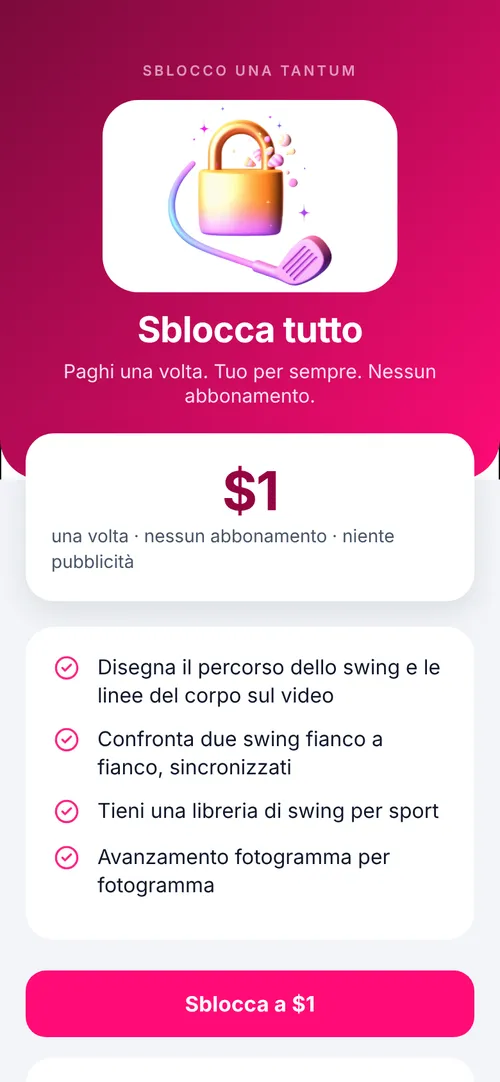 SBLOCCO UNA TANTUM
Sblocca tutto
Paghi una volta. Tuo per sempre. Nessun
abbonamento.
$1
una volta · nessun abbonamento · niente
pubblicità
Disegna il percorso dello swing e le
linee del corpo sul video
Confronta due swing fianco a
fianco, sincronizzati
Tieni una libreria di swing per sport
Avanzamento fotogramma per
fotogramma
Sblocca a $1